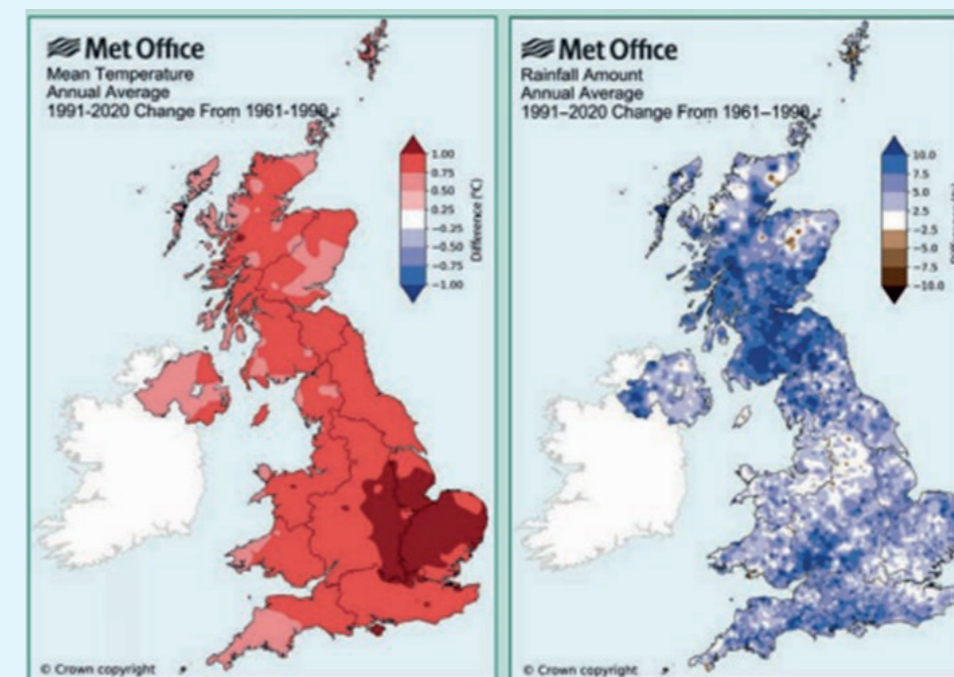 Met Office
Mean Temperature
Annual Average
1991-2020 Change From 1961-1990
1.00
0.75
0.50
0.25
−0.25
−0.50
−0.75
−1.00
Difference (°C)
© Crown copyright
Met Office
Rainfall Amount
Annual Average
1991–2020 Change From 1961–1990
10.0
7.5
5.0
2.5
−2.5
−5.0
−7.5
−10.0
© Crown copyright